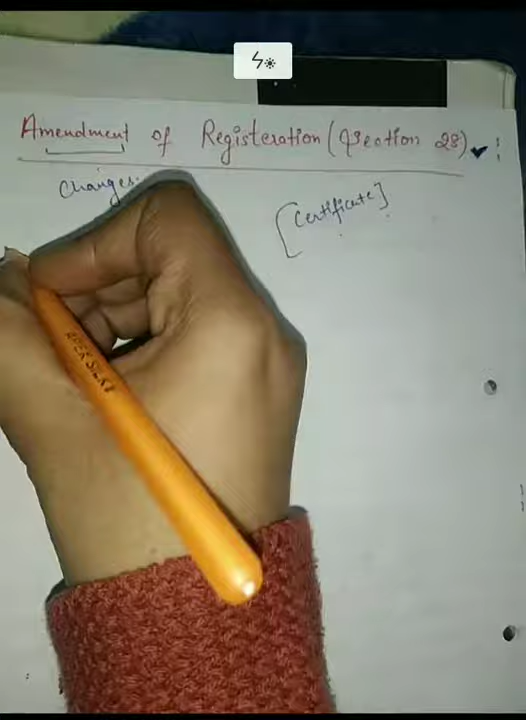 Amendment of Registeration (Section 28)
Changes.
[Certificate]